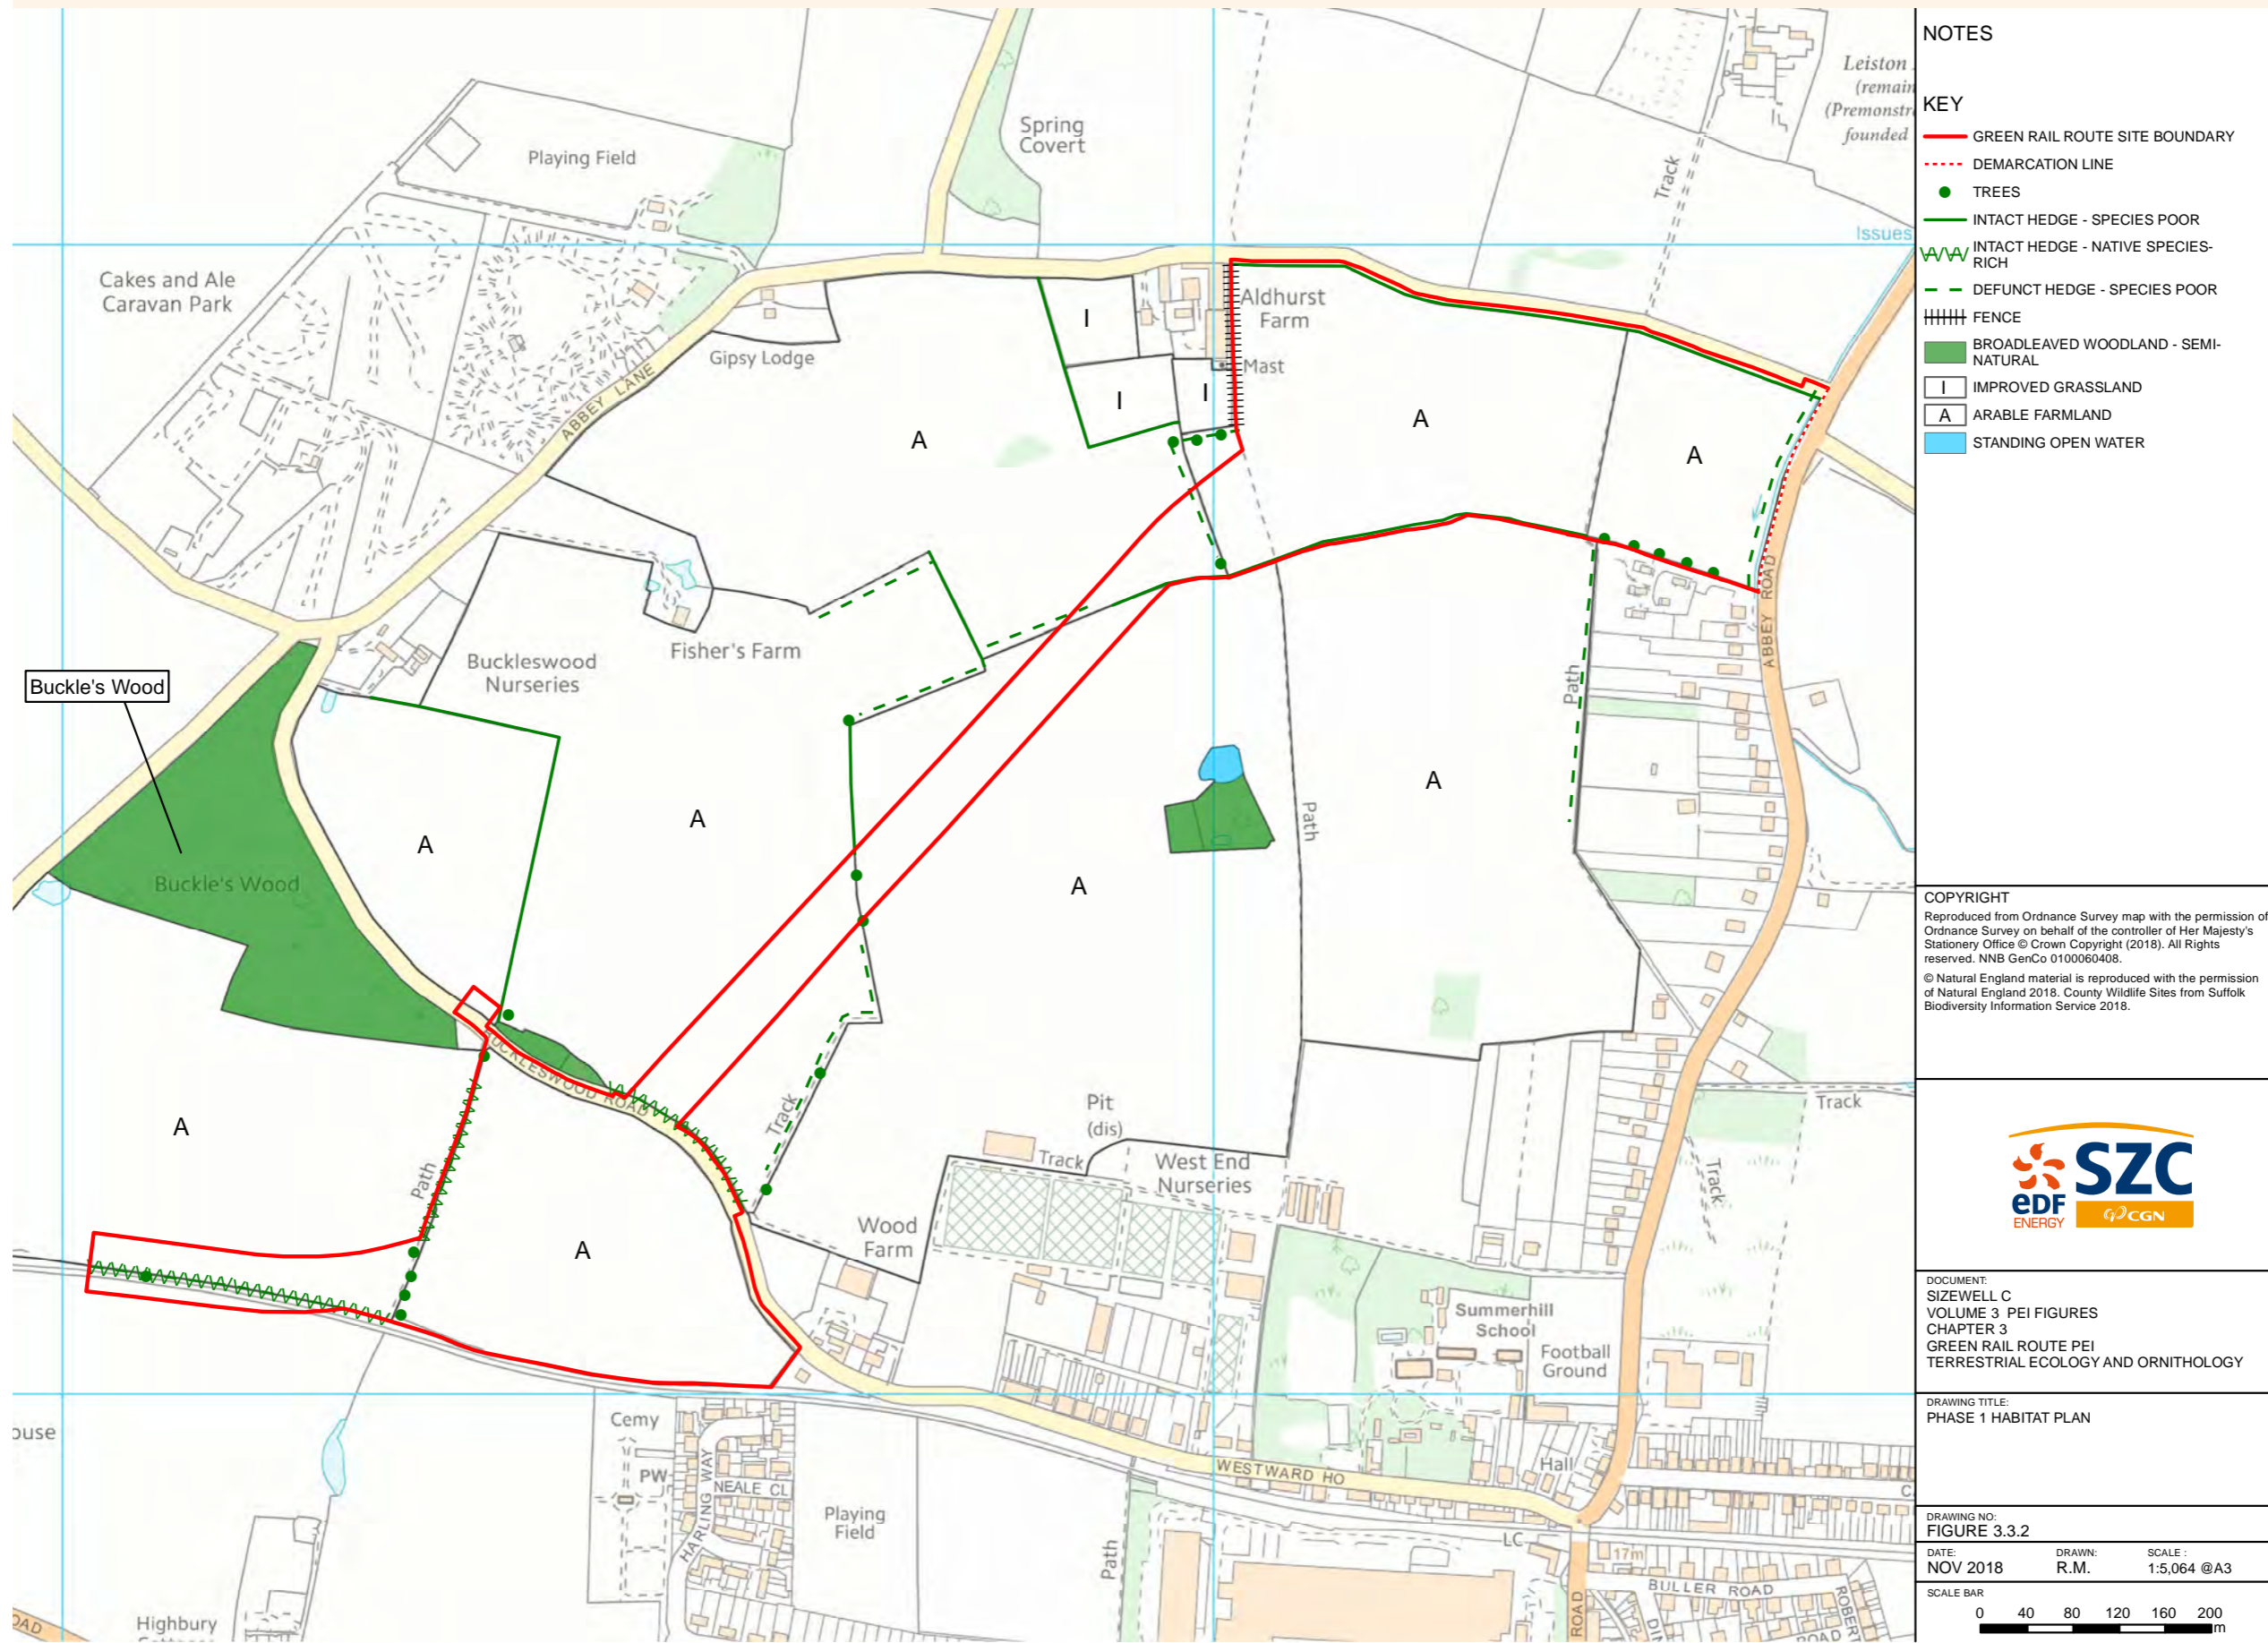 Playing Field
Spring
Covert
Track
Leiston
(remain
(Premonstr
founded
Issues
Cakes and Ale
Caravan Park
Gipsy Lodge
ABBEY LANE
I
I
I
Aldhurst
Farm
Mast
A
A
A
Buckle's Wood
Buckleswood
Nurseries
Fisher's Farm
Path
ABBEY ROAD
A
A
A
A
Path
Buckle's Wood
UCKLESWOOD ROAD
A
Path
A
Track
Pit
(dis)
Track
West End
Nurseries
Wood
Farm
Track
Track
Summerhill
School
Football
Ground
ouse
Cemy
PW
HARLING WAY
NEALE CL
Playing
Field
WESTWARD HO
Hall
LC
17m
Path
ROAD
BULLER ROAD
ROBERT
ROAD
Highbury
OAD
NOTES
KEY
GREEN RAIL ROUTE SITE BOUNDARY
DEMARCATION LINE
TREES
INTACT HEDGE - SPECIES POOR
INTACT HEDGE - NATIVE SPECIES-
RICH
DEFUNCT HEDGE - SPECIES POOR
FENCE
BROADLEAVED WOODLAND - SEMI-
NATURAL
I IMPROVED GRASSLAND
A ARABLE FARMLAND
STANDING OPEN WATER
COPYRIGHT
Reproduced from Ordnance Survey map with the permission of
Ordnance Survey on behalf of the controller of Her Majesty's
Stationery Office © Crown Copyright (2018). All Rights
reserved. NNB GenCo 0100060408.
© Natural England material is reproduced with the permission
of Natural England 2018. County Wildlife Sites from Suffolk
Biodiversity Information Service 2018.
eDF
ENERGY
SZC
CGN
DOCUMENT:
SIZEWELL C
VOLUME 3 PEI FIGURES
CHAPTER 3
GREEN RAIL ROUTE PEI
TERRESTRIAL ECOLOGY AND ORNITHOLOGY
DRAWING TITLE:
PHASE 1 HABITAT PLAN
DRAWING NO:
FIGURE 3.3.2
DATE: DRAWN: SCALE :
NOV 2018 R.M. 1:5,064 @A3
SCALE BAR
0 40 80 120 160 200
m